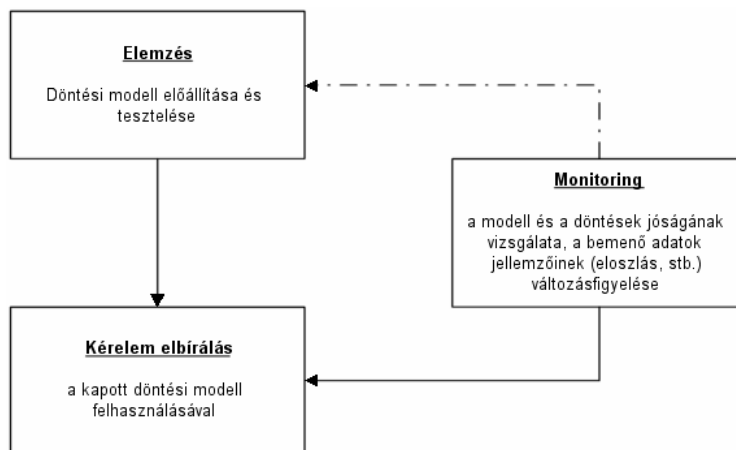 Elemzés
Döntési modell előállítása és
tesztelése
Monitoring
a modell és a döntések jóságának
vizsgálata, a bemenő adatok
jellemzőinek (eloszlás, stb.)
változásfigyelése
Kérelem elbírálás
a kapott döntési modell
felhasználásával